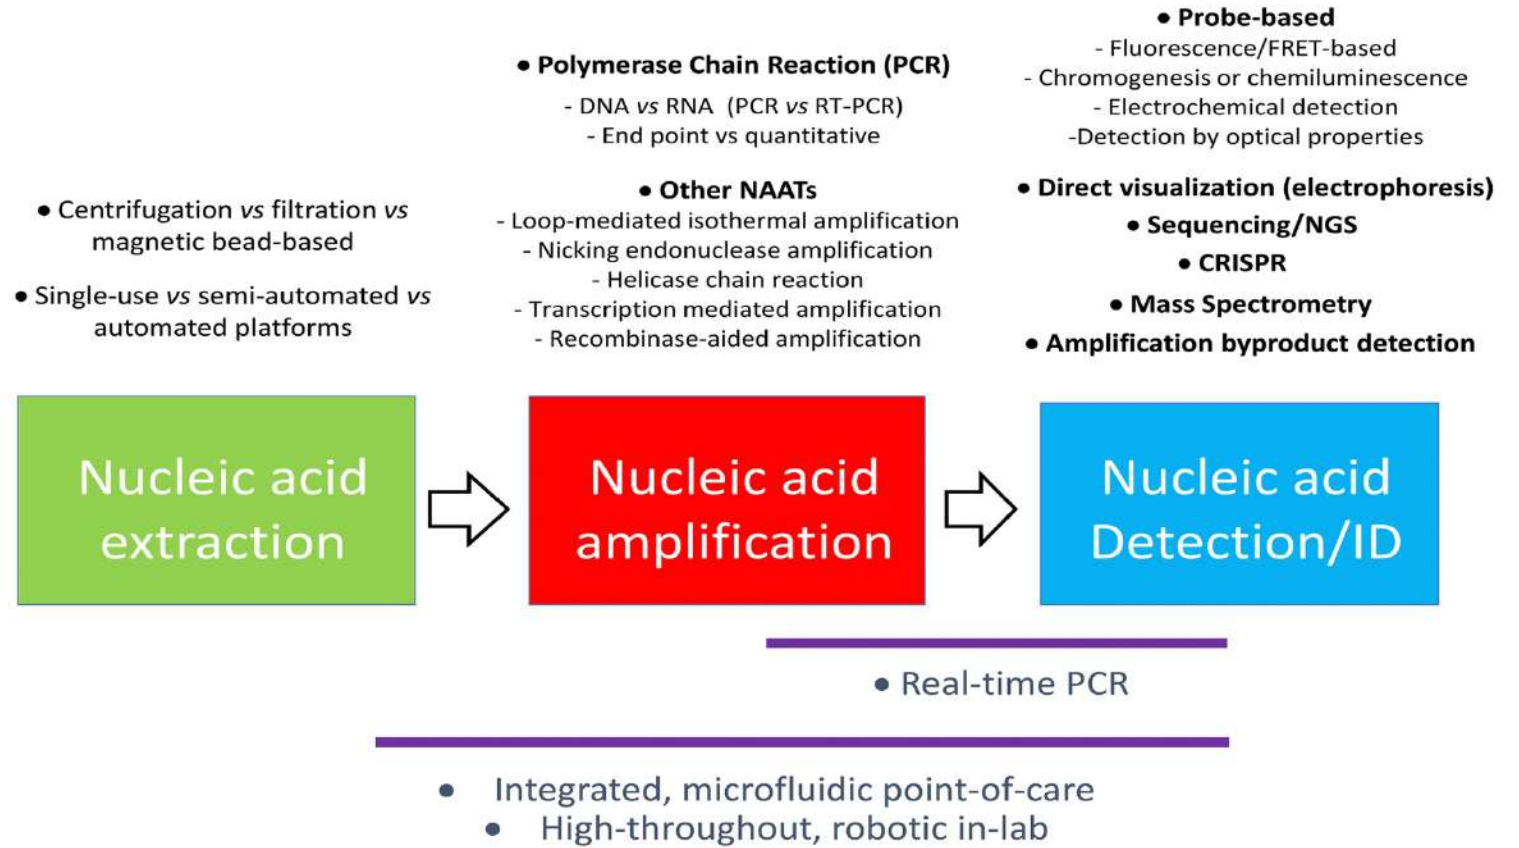 ● Centrifugation vs filtration vs
magnetic bead-based
● Single-use vs semi-automated vs
automated platforms
● Polymerase Chain Reaction (PCR)
- DNA vs RNA (PCR vs RT-PCR)
- End point vs quantitative
● Other NAATs
- Loop-mediated isothermal amplification
- Nicking endonuclease amplification
- Helicase chain reaction
- Transcription mediated amplification
- Recombinase-aided amplification
● Probe-based
- Fluorescence/FRET-based
- Chromogenesis or chemiluminescence
- Electrochemical detection
-Detection by optical properties
● Direct visualization (electrophoresis)
● Sequencing/NGS
● CRISPR
● Mass Spectrometry
● Amplification byproduct detection
Nucleic acid
extraction
Nucleic acid
amplification
Nucleic acid
Detection/ID
● Real-time PCR
● Integrated, microfluidic point-of-care
● High-throughout, robotic in-lab